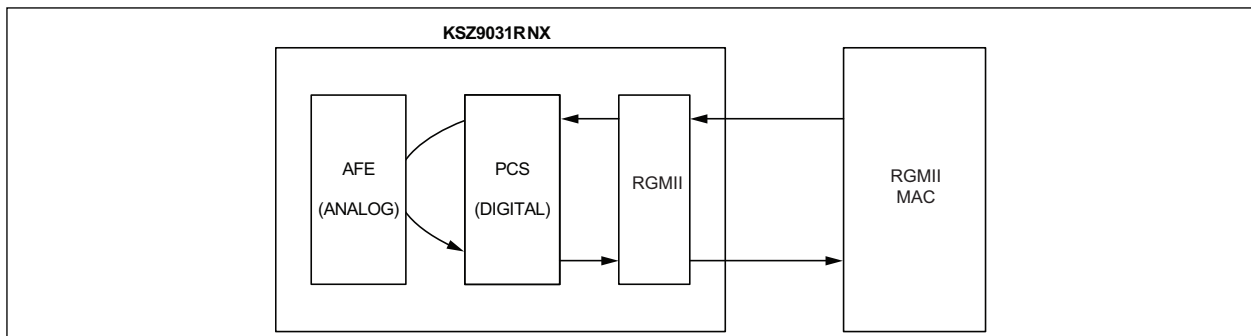 KSZ9031RNX
AFE
(ANALOG)
PCS
(DIGITAL)
RGMII
RGMII
MAC